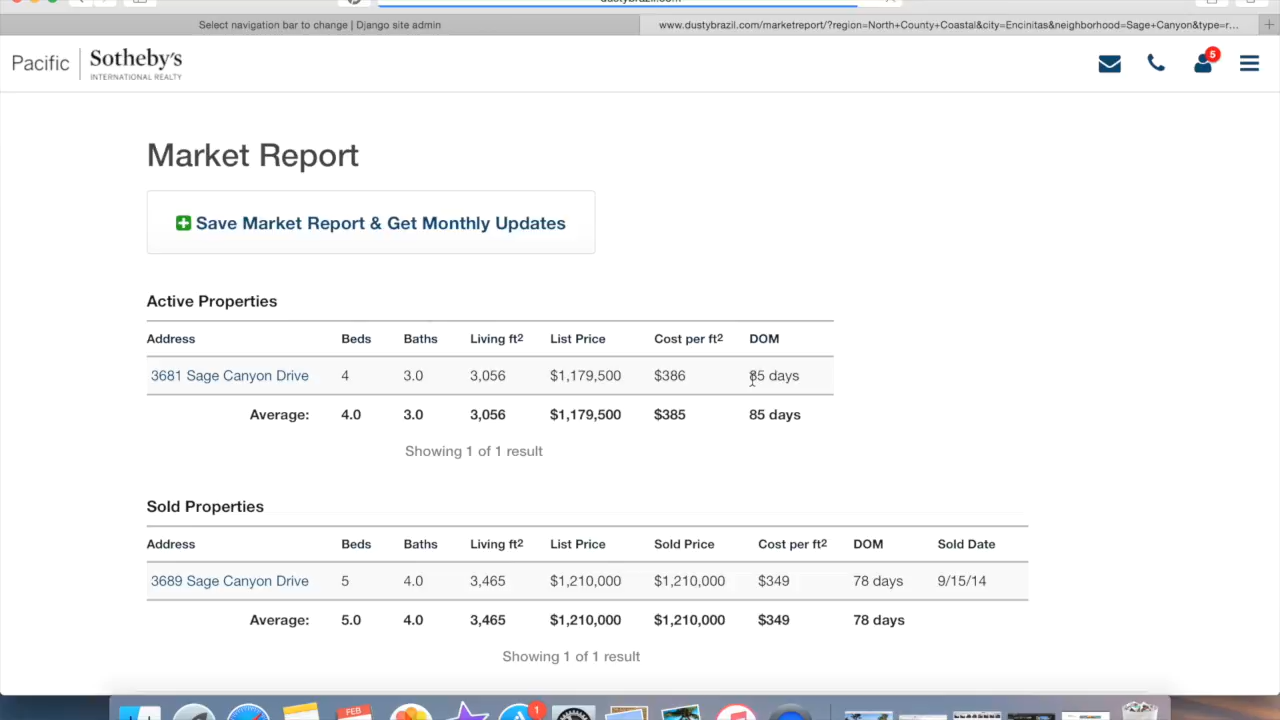 dustybrazil.com
Select navigation bar to change | Django site admin
www.dustybrazil.com/marketreport/?region=North+County+Coastal&city=Encinitas&neighborhood=Sage+Canyon&type=r...
Pacific | Sotheby's
INTERNATIONAL REALTY
5
Market Report
Save Market Report & Get Monthly Updates
Active Properties
Address Beds Baths Living ft2 List Price Cost per ft2 DOM
3681 Sage Canyon Drive 4 3.0 3,056 $1,179,500 $386 85 days
Average: 4.0 3.0 3,056 $1,179,500 $385 85 days
Showing 1 of 1 result
Sold Properties
Address Beds Baths Living ft2 List Price Sold Price Cost per ft2 DOM Sold Date
3689 Sage Canyon Drive 5 4.0 3,465 $1,210,000 $1,210,000 $349 78 days 9/15/14
Average: 5.0 4.0 3,465 $1,210,000 $1,210,000 $349 78 days
Showing 1 of 1 result
FEB
1